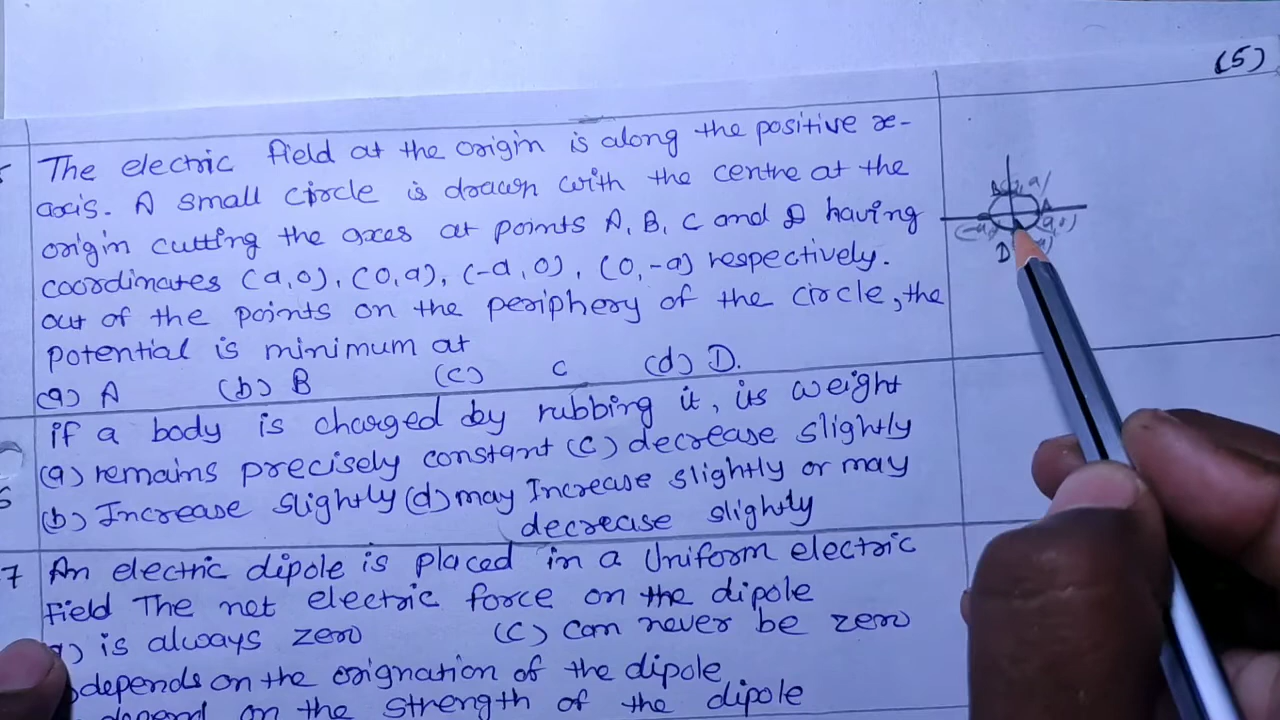 (5)
The electric field at the origin is along the positive x-
axis. A small circle is drawn with the centre at the
origin cutting the axes at points A, B, C and D having
coordinates (a,0), (0,a), (-a,0), (0,-a) respectively.
out of the points on the periphery of the circle, the
potential is minimum at
(a) A (b) B (c) C (d) D.
if a body is charged by rubbing it, its weight
(a) remains precisely constant (c) decrease slightly
(b) Increase slightly (d) may Increase slightly or may
decrease slightly
7 An electric dipole is placed in a Uniform electric
field The net electric force on the dipole
) is always zero (c) can never be zero
depends on the orignation of the dipole
depend on the strength of the dipole
A
D